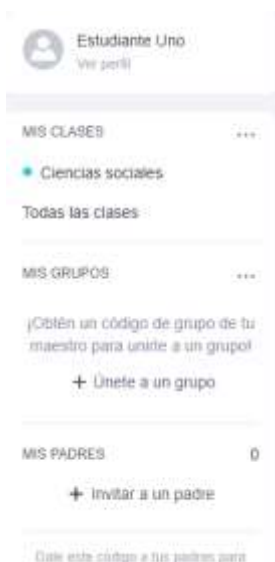 Estudiante Uno
Ver perfil
MIS CLASES
Ciencias sociales
Todas las clases
MIS GRUPOS
¡Obtén un código de grupo de tu
maestro para unirte a un grupo!
+ Únete a un grupo
MIS PADRES 0
+ Invitar a un padre
Dale este código a tus padres para